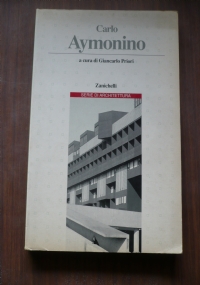 Carlo
Aymonino
a cura di Giancarlo Priori
Zanichelli
SERIE DI ARCHITETTURA